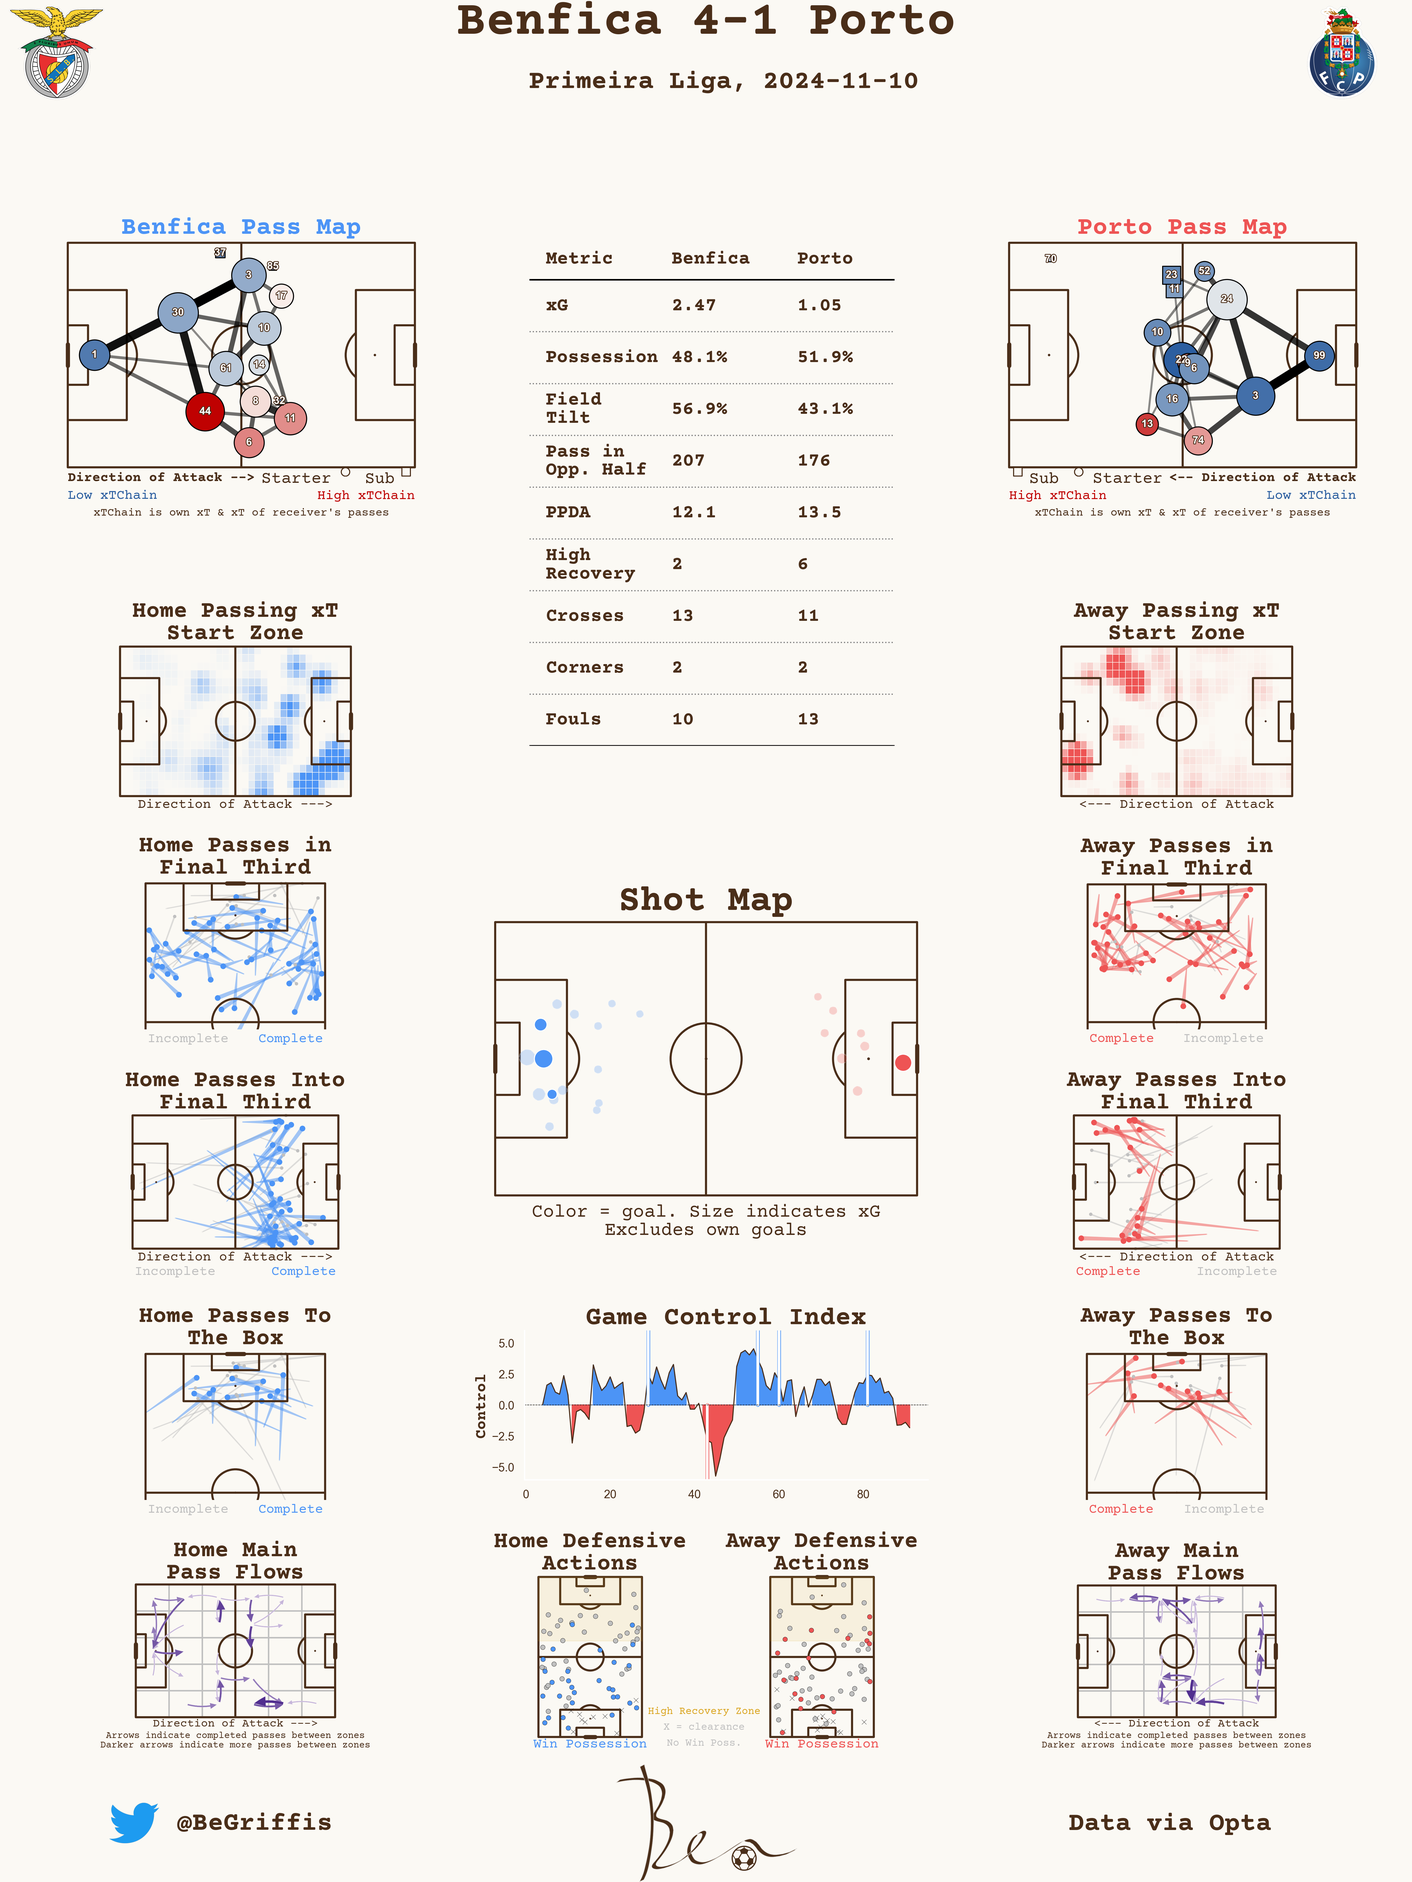 Benfica 4-1 Porto
Primeira Liga, 2024-11-10
Benfica Pass Map
37
3
85
17
30
10
1
61
14
44
8
32
11
6
Direction of Attack --> Starter Sub
Low xTChain High xTChain
xTChain is own xT & xT of receiver's passes
Metric Benfica Porto
xG 2.47 1.05
Possession 48.1% 51.9%
Field
Tilt 56.9% 43.1%
Pass in
Opp. Half 207 176
PPDA 12.1 13.5
High
Recovery 2 6
Crosses 13 11
Corners 2 2
Fouls 10 13
Porto Pass Map
70
23
52
11
24
10
22
9
6
99
16
3
13
74
Sub Starter <-- Direction of Attack
High xTChain Low xTChain
xTChain is own xT & xT of receiver's passes
Home Passing xT
Start Zone
Direction of Attack --->
Away Passing xT
Start Zone
<--- Direction of Attack
Home Passes in
Final Third
Incomplete Complete
Away Passes in
Final Third
Complete Incomplete
Shot Map
Color = goal. Size indicates xG
Excludes own goals
Home Passes Into
Final Third
Direction of Attack --->
Incomplete Complete
Away Passes Into
Final Third
<--- Direction of Attack
Complete Incomplete
Home Passes To
The Box
Incomplete Complete
Game Control Index
Control
5.0
2.5
0.0
−2.5
−5.0
0 20 40 60 80
Away Passes To
The Box
Complete Incomplete
Home Main
Pass Flows
Direction of Attack --->
Arrows indicate completed passes between zones
Darker arrows indicate more passes between zones
Home Defensive
Actions
Win Possession
High Recovery Zone
X = clearance
No Win Poss.
Away Defensive
Actions
Win Possession
Away Main
Pass Flows
<--- Direction of Attack
Arrows indicate completed passes between zones
Darker arrows indicate more passes between zones
@BeGriffis
Ben
Data via Opta